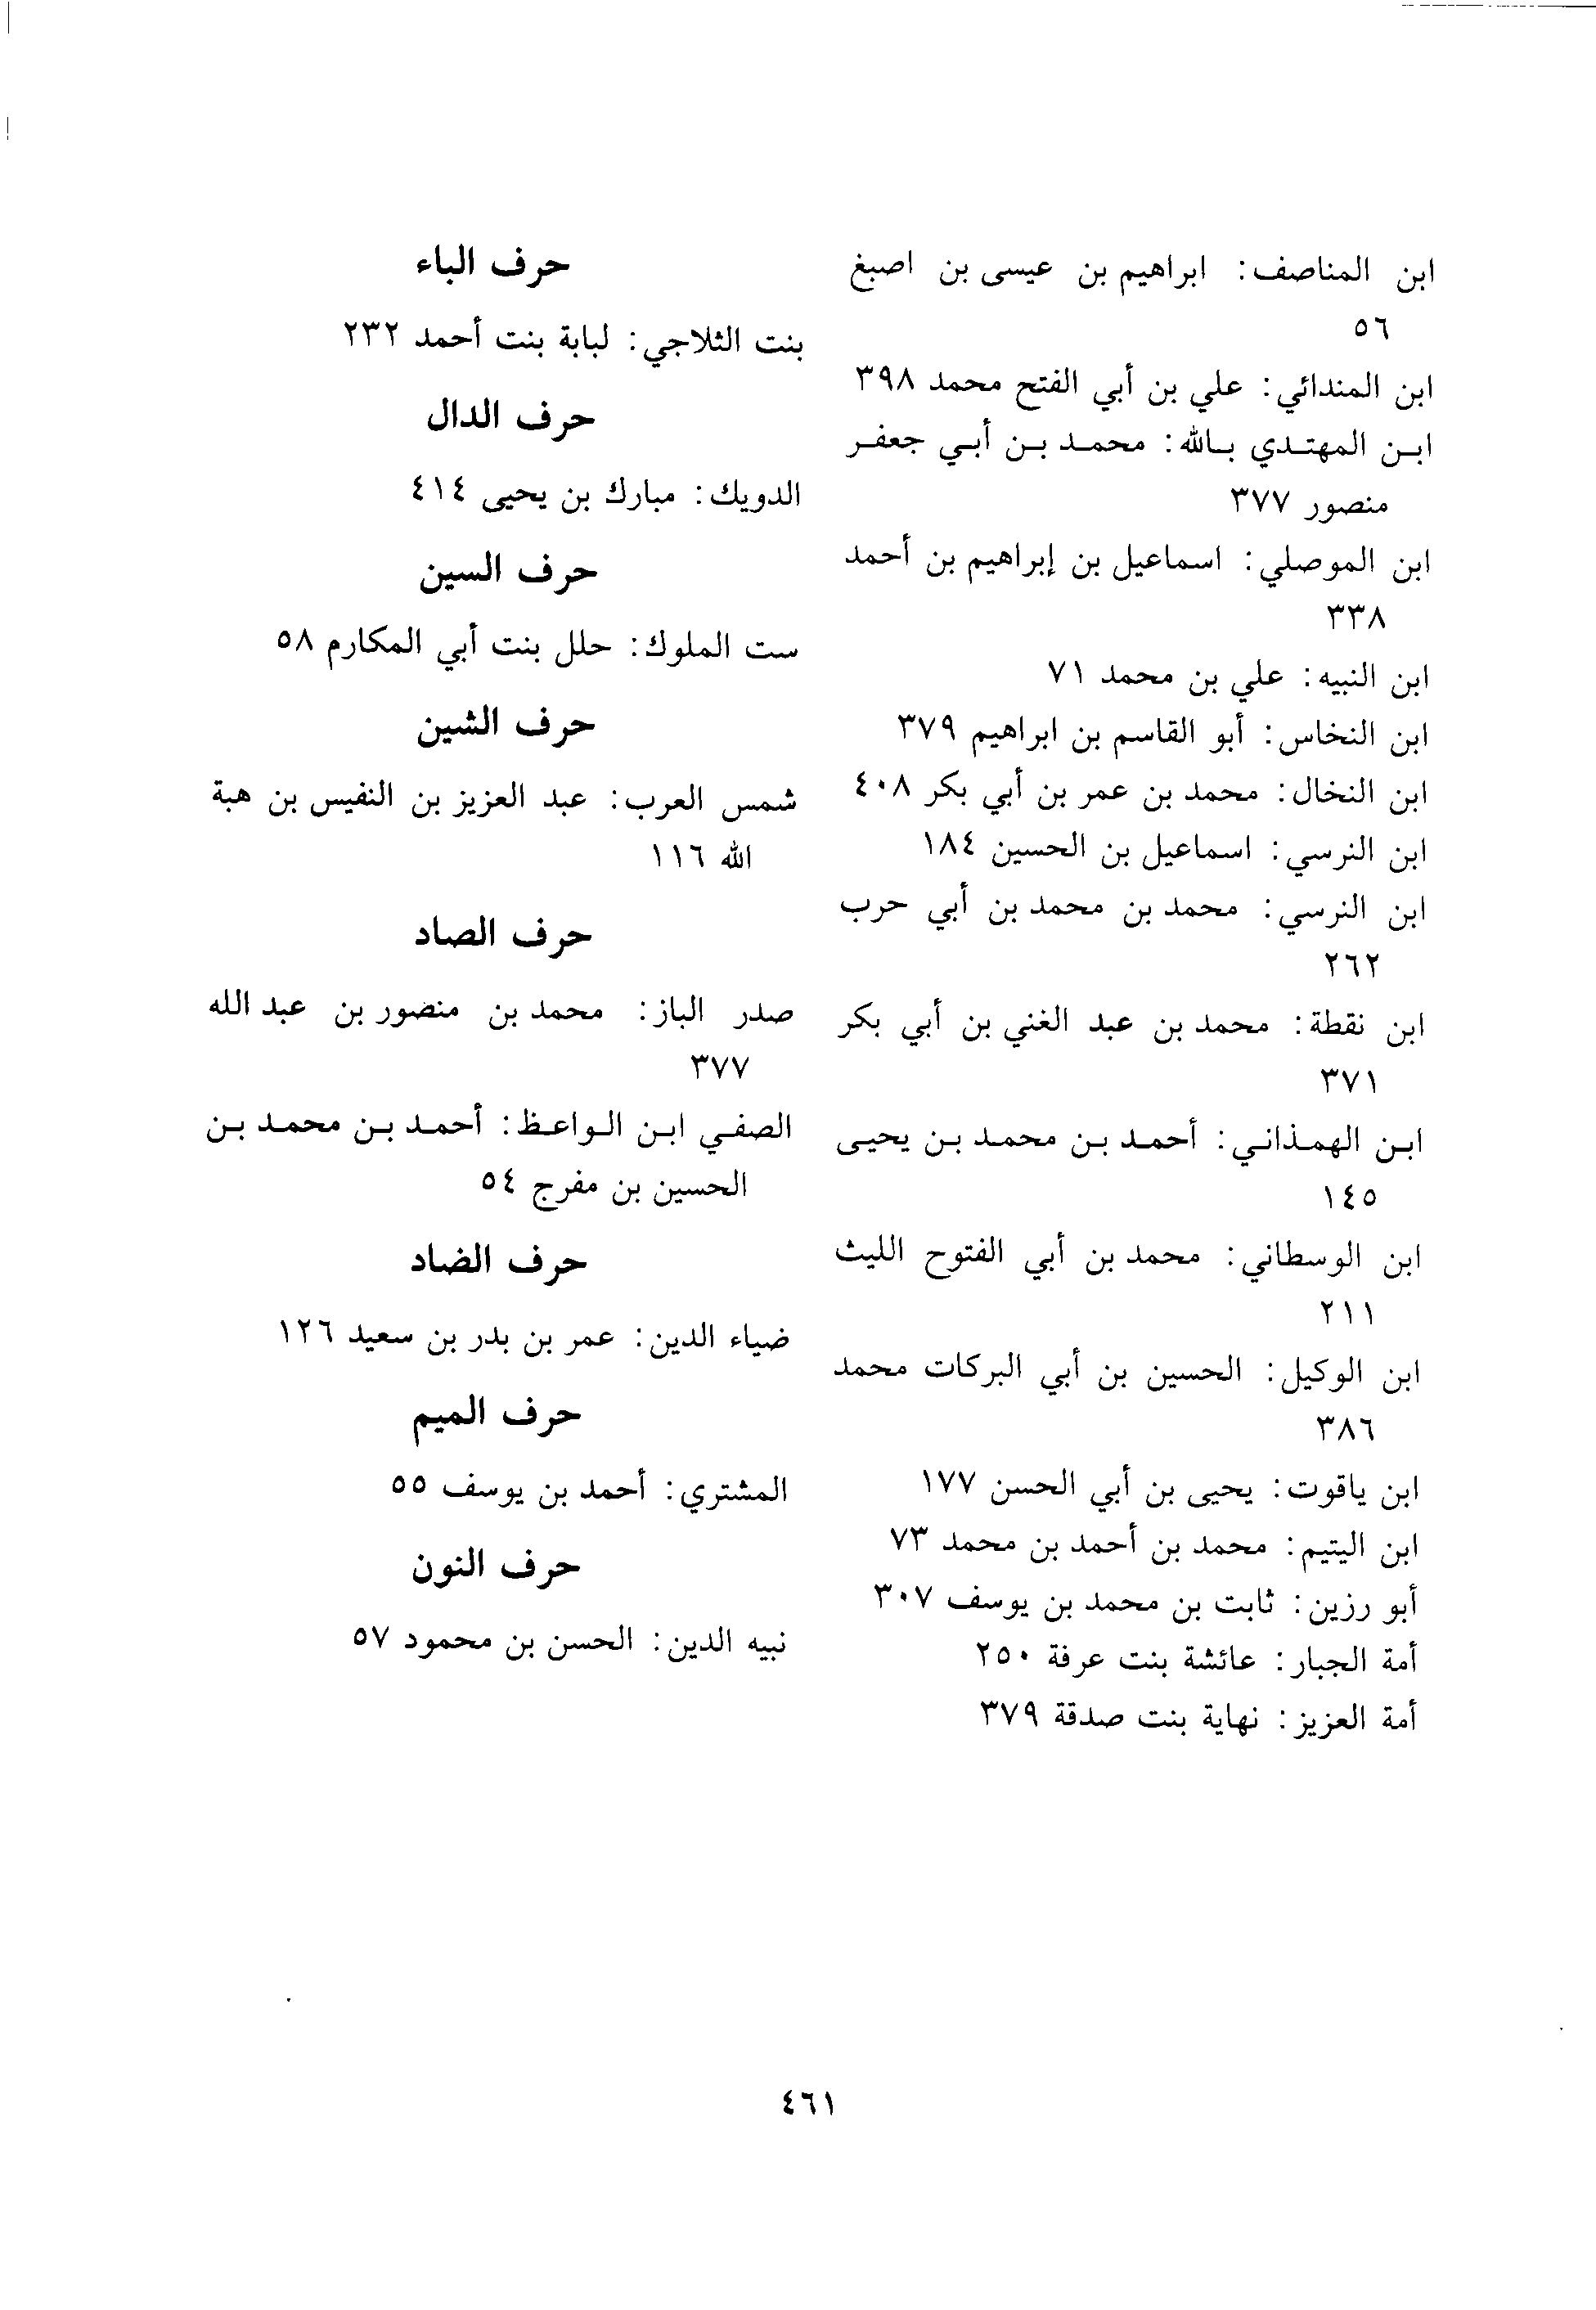 ابن المناصف: ابراهيم بن عيسى بن اصبغ
٥٦
ابن المندائي: علي بن أبي الفتح محمد ٣٩٨
ابن المهتدي بالله: محمد بن أبي جعفر
منصور ٣٧٧
ابن الموصلي: اسماعيل بن إبراهيم بن أحمد
٣٣٨
ابن النبيه: علي بن محمد ٧١
ابن النخاس: أبو القاسم بن ابراهيم ٣٧٩
ابن النخال: محمد بن عمر بن أبي بكر ٤٠٨
ابن النرسي: اسماعيل بن الحسين ١٨٤
ابن النرسي: محمد بن محمد بن أبي حرب
٢٦٢
ابن نقطة: محمد بن عبد الغني بن أبي بكر
٣٧١
ابن الهمذاني: أحمد بن محمد بن يحيى
١٤٥
ابن الوسطاني: محمد بن أبي الفتوح الليث
٢١١
ابن الوكيل: الحسين بن أبي البركات محمد
٣٨٦
ابن ياقوت: يحيى بن أبي الحسن ١٧٧
ابن اليتيم: محمد بن أحمد بن محمد ٧٣
أبو رزين: ثابت بن محمد بن يوسف ٣٠٧
أمة الجبار: عائشة بنت عرفة ٢٥٠
أمة العزيز: نهاية بنت صدقة ٣٧٩
حرف الباء
بنت الثلاجي: لبابة بنت أحمد ٢٣٢
حرف الدال
الدويك: مبارك بن يحيى ٤١٤
حرف السين
ست الملوك: حلل بنت أبي المكارم ٥٨
حرف الشين
شمس العرب: عبد العزيز بن النفيس بن هبة
الله ١١٦
حرف الصاد
صدر الباز: محمد بن منصور بن عبد الله
٣٧٧
الصفي ابن الواعظ: أحمد بن محمد بن
الحسين بن مفرج ٥٤
حرف الضاد
ضياء الدين: عمر بن بدر بن سعيد ١٢٦
حرف الميم
المشتري: أحمد بن يوسف ٥٥
حرف النون
نبيه الدين: الحسن بن محمود ٥٧
٤٦١